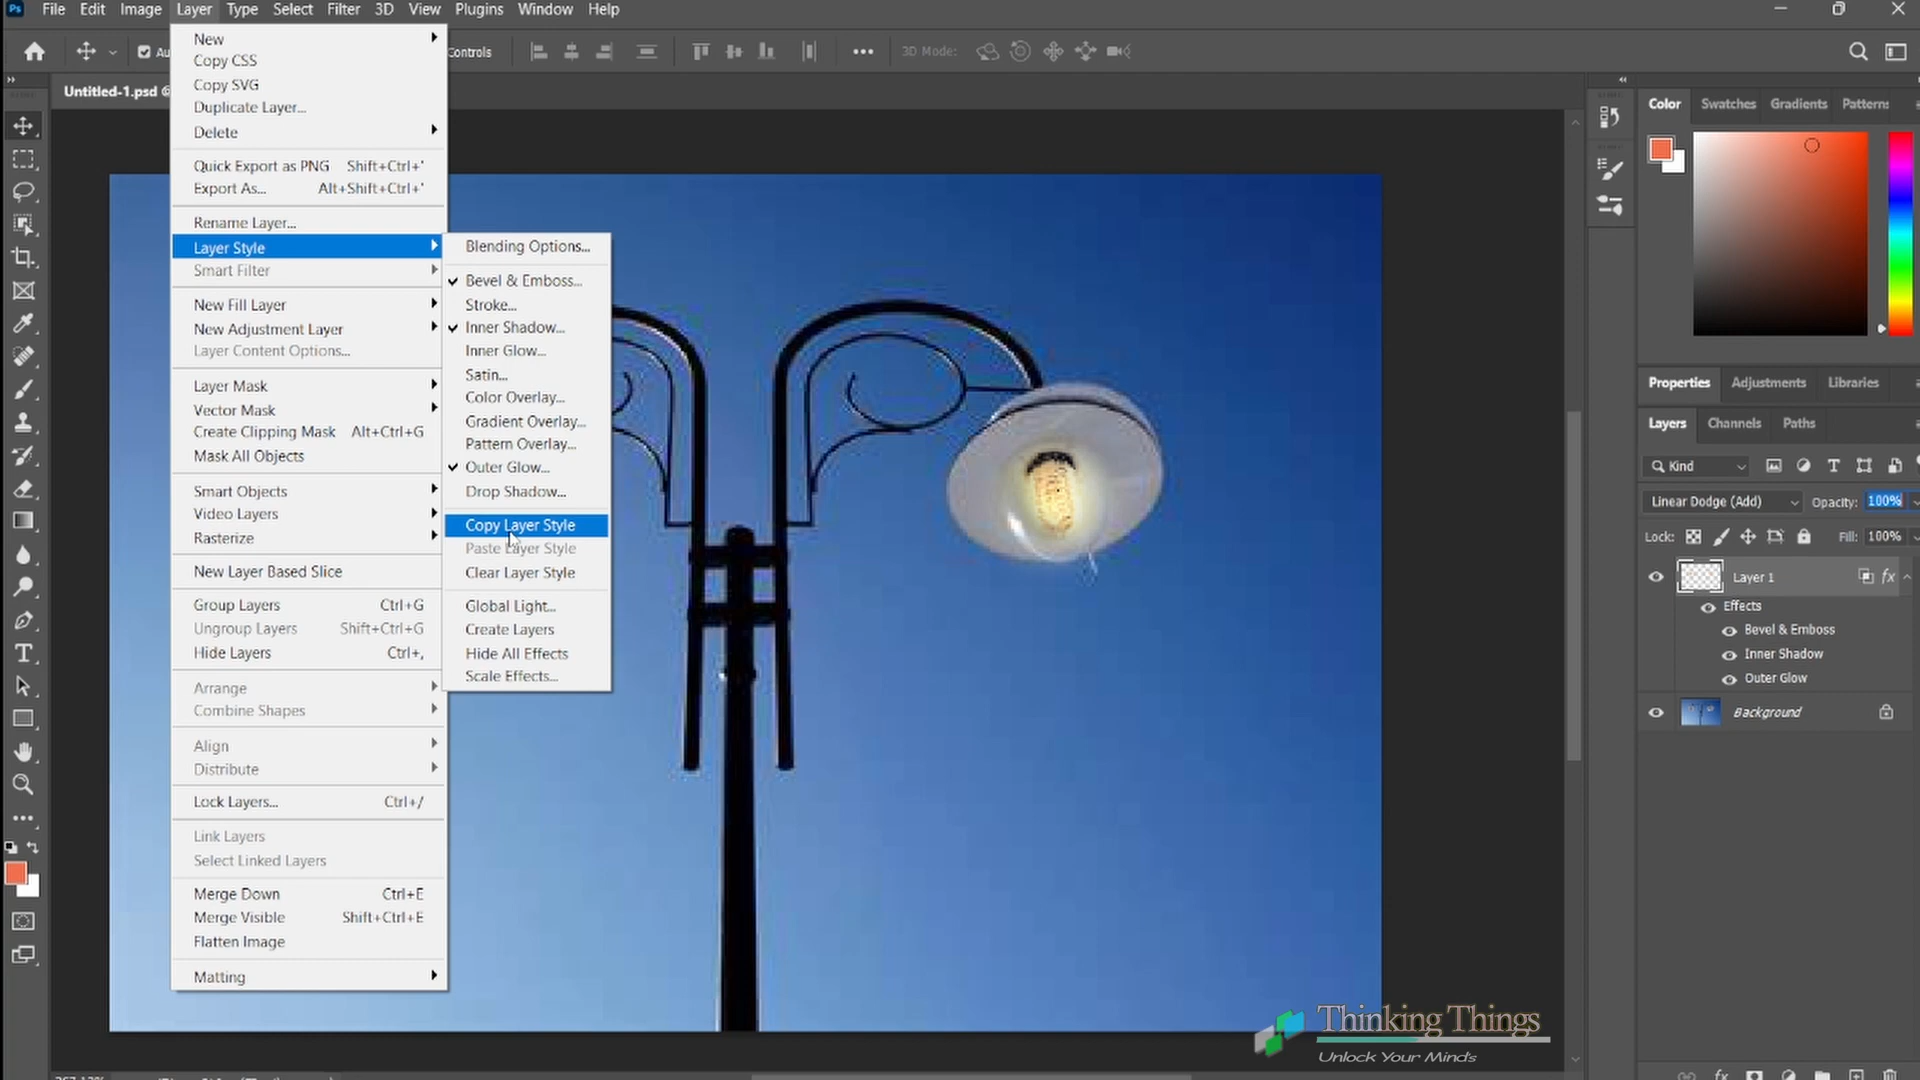 Ps File Edit Image Layer Type Select Filter 3D View Plugins Window Help
Controls 3D Mode:
Untitled-1.psd @
New
Copy CSS
Copy SVG
Duplicate Layer...
Delete
Quick Export as PNG Shift+Ctrl+'
Export As... Alt+Shift+Ctrl+'
Rename Layer...
Layer Style
Smart Filter
New Fill Layer
New Adjustment Layer
Layer Content Options...
Layer Mask
Vector Mask
Create Clipping Mask Alt+Ctrl+G
Mask All Objects
Smart Objects
Video Layers
Rasterize
New Layer Based Slice
Group Layers Ctrl+G
Ungroup Layers Shift+Ctrl+G
Hide Layers Ctrl+,
Arrange
Combine Shapes
Align
Distribute
Lock Layers... Ctrl+/
Link Layers
Select Linked Layers
Merge Down Ctrl+E
Merge Visible Shift+Ctrl+E
Flatten Image
Matting
Blending Options...
Bevel & Emboss...
Stroke...
Inner Shadow...
Inner Glow...
Satin...
Color Overlay...
Gradient Overlay...
Pattern Overlay...
Outer Glow...
Drop Shadow...
Copy Layer Style
Paste Layer Style
Clear Layer Style
Global Light...
Create Layers
Hide All Effects
Scale Effects...
Color Swatches Gradients Patterns
Properties Adjustments Libraries
Layers Channels Paths
Kind
Linear Dodge (Add) Opacity: 100%
Lock: Fill: 100%
Layer 1 fx
Effects
Bevel & Emboss
Inner Shadow
Outer Glow
Background
Thinking Things
Unlock Your Minds